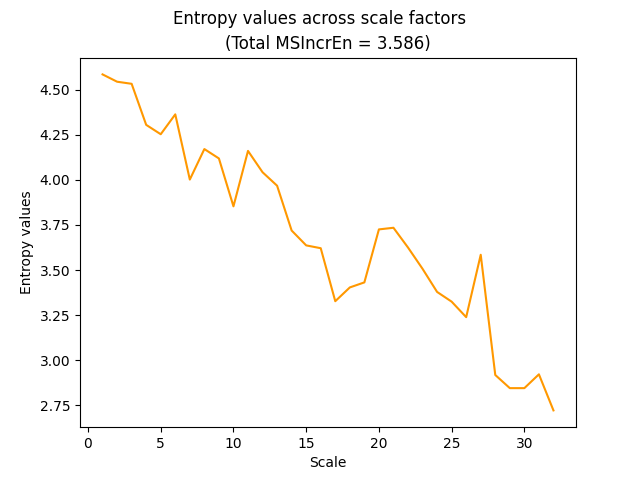 Entropy values across scale factors
(Total MSIncrEn = 3.586)
Entropy values
4.50
4.25
4.00
3.75
3.50
3.25
3.00
2.75
0 5 10 15 20 25 30
Scale